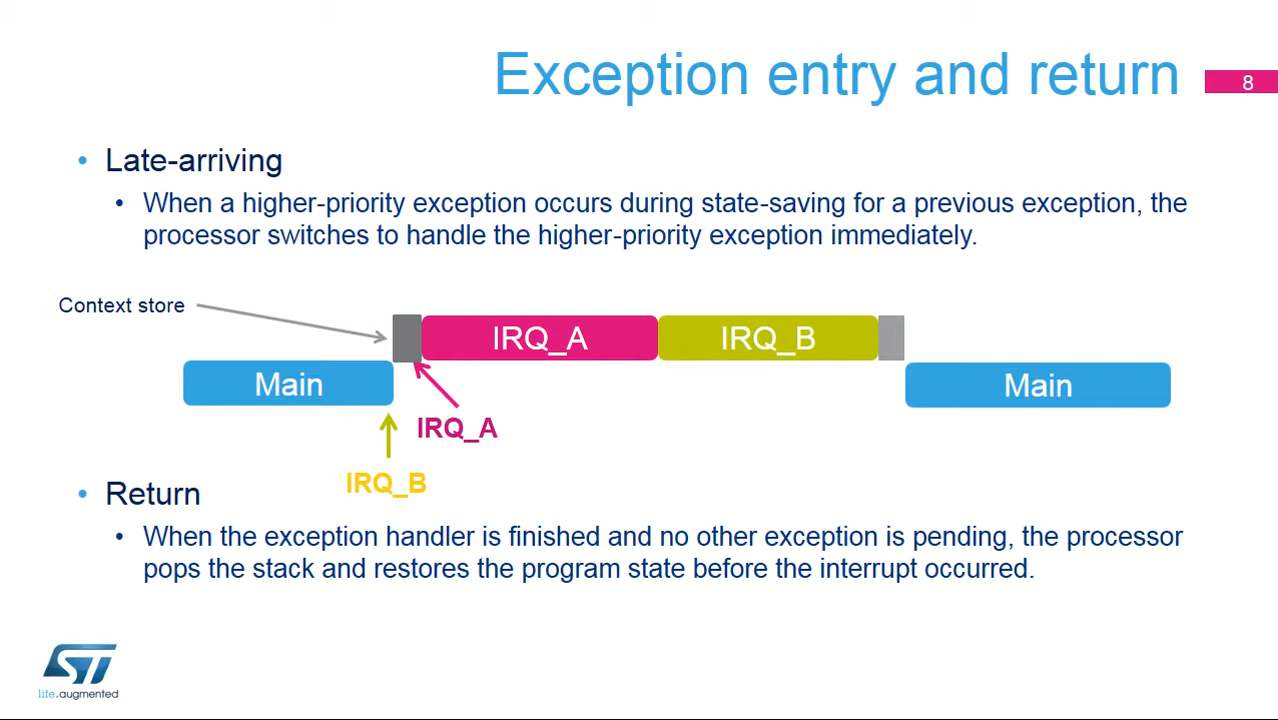 Exception entry and return
8
• Late-arriving
• When a higher-priority exception occurs during state-saving for a previous exception, the
processor switches to handle the higher-priority exception immediately.
Context store
IRQ_A
IRQ_B
Main
Main
IRQ_A
IRQ_B
• Return
• When the exception handler is finished and no other exception is pending, the processor
pops the stack and restores the program state before the interrupt occurred.
ST
life.augmented